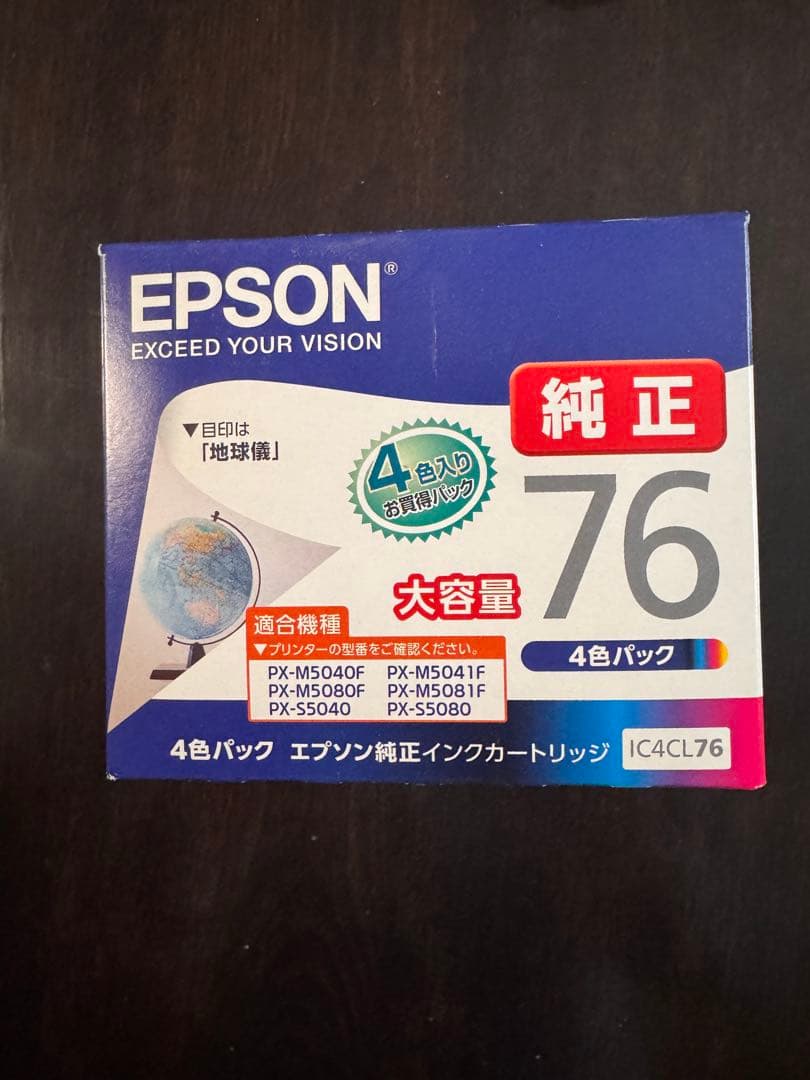 EPSON®
EXCEED YOUR VISION
純正
▼目印は
「地球儀」
4色入り
お買得パック
76
大容量
4色パック
適合機種
▼プリンターの型番をご確認ください。
PX-M5040F PX-M5041F
PX-M5080F PX-M5081F
PX-S5040 PX-S5080
4色パック エプソン純正インクカートリッジ IC4CL76